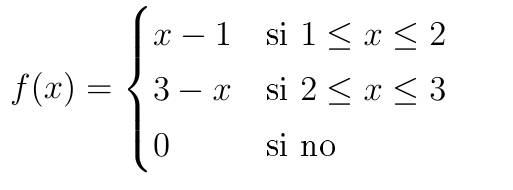 f(x) = { x − 1 si 1 ≤ x ≤ 2
3 − x si 2 ≤ x ≤ 3
0 si no